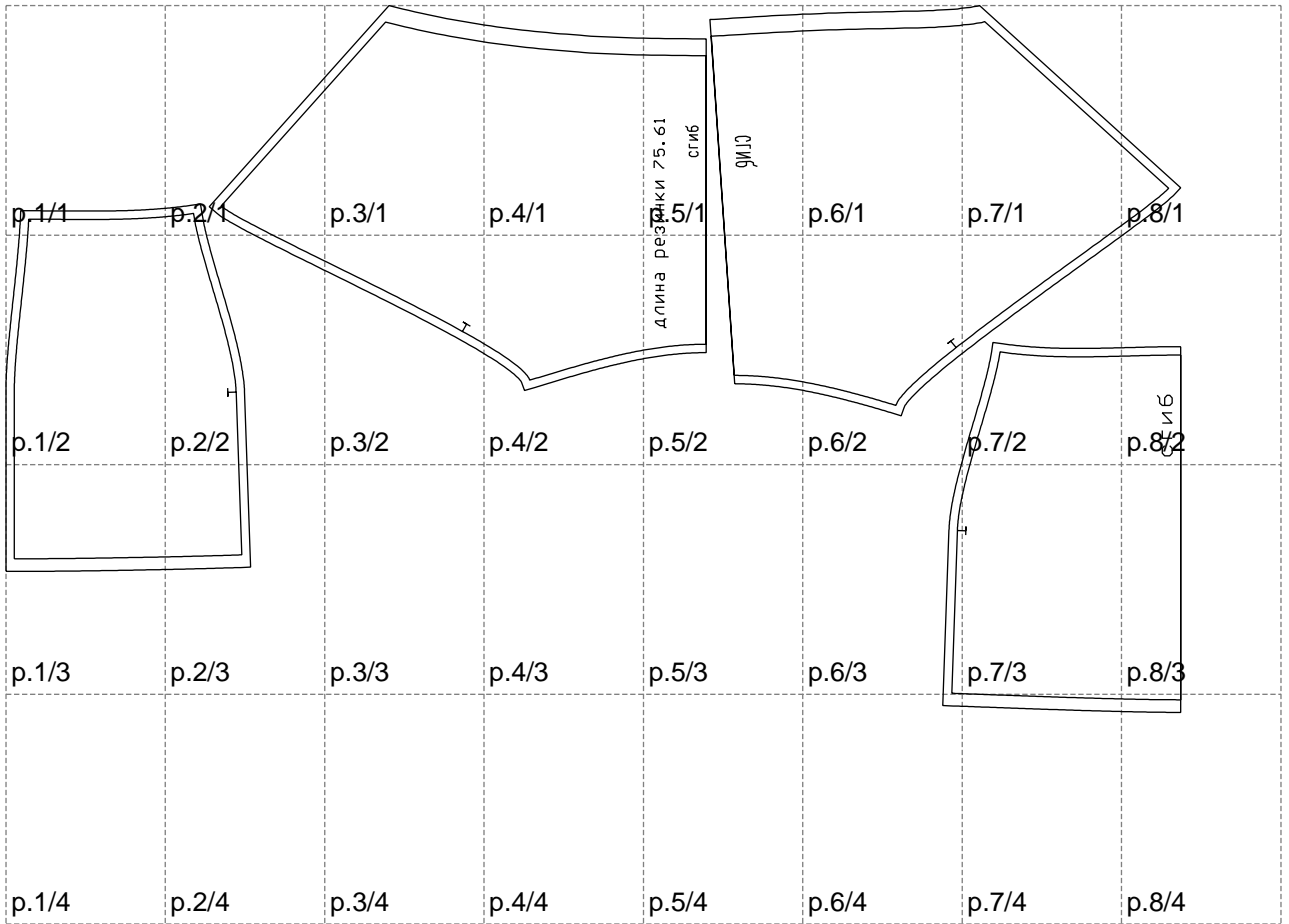 длина резинки 75.61
сгиб
сгиб
p.1/1
p.2/1
p.3/1
p.4/1
p.5/1
p.6/1
p.7/1
p.8/1
p.1/2
p.2/2
p.3/2
p.4/2
p.5/2
p.6/2
p.7/2
p.8/2
сгиб
p.1/3
p.2/3
p.3/3
p.4/3
p.5/3
p.6/3
p.7/3
p.8/3
p.1/4
p.2/4
p.3/4
p.4/4
p.5/4
p.6/4
p.7/4
p.8/4